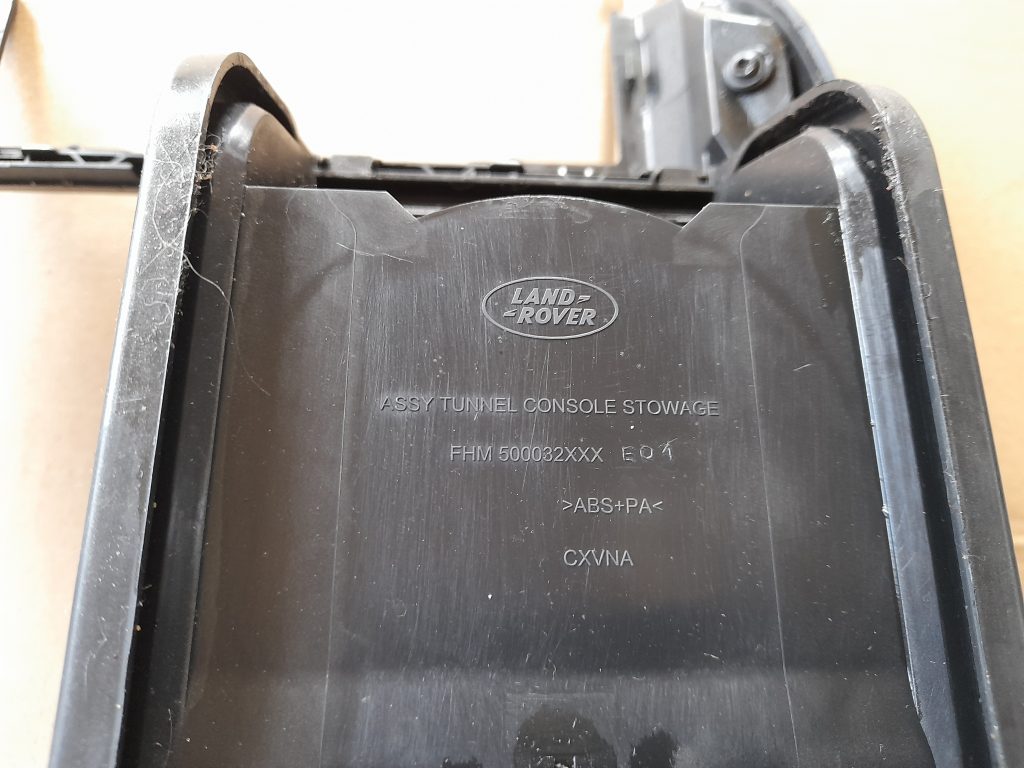 LAND-
-ROVER
ASSY TUNNEL CONSOLE STOWAGE
FHM 500032XXX E01
>ABS+PA<
CXVNA